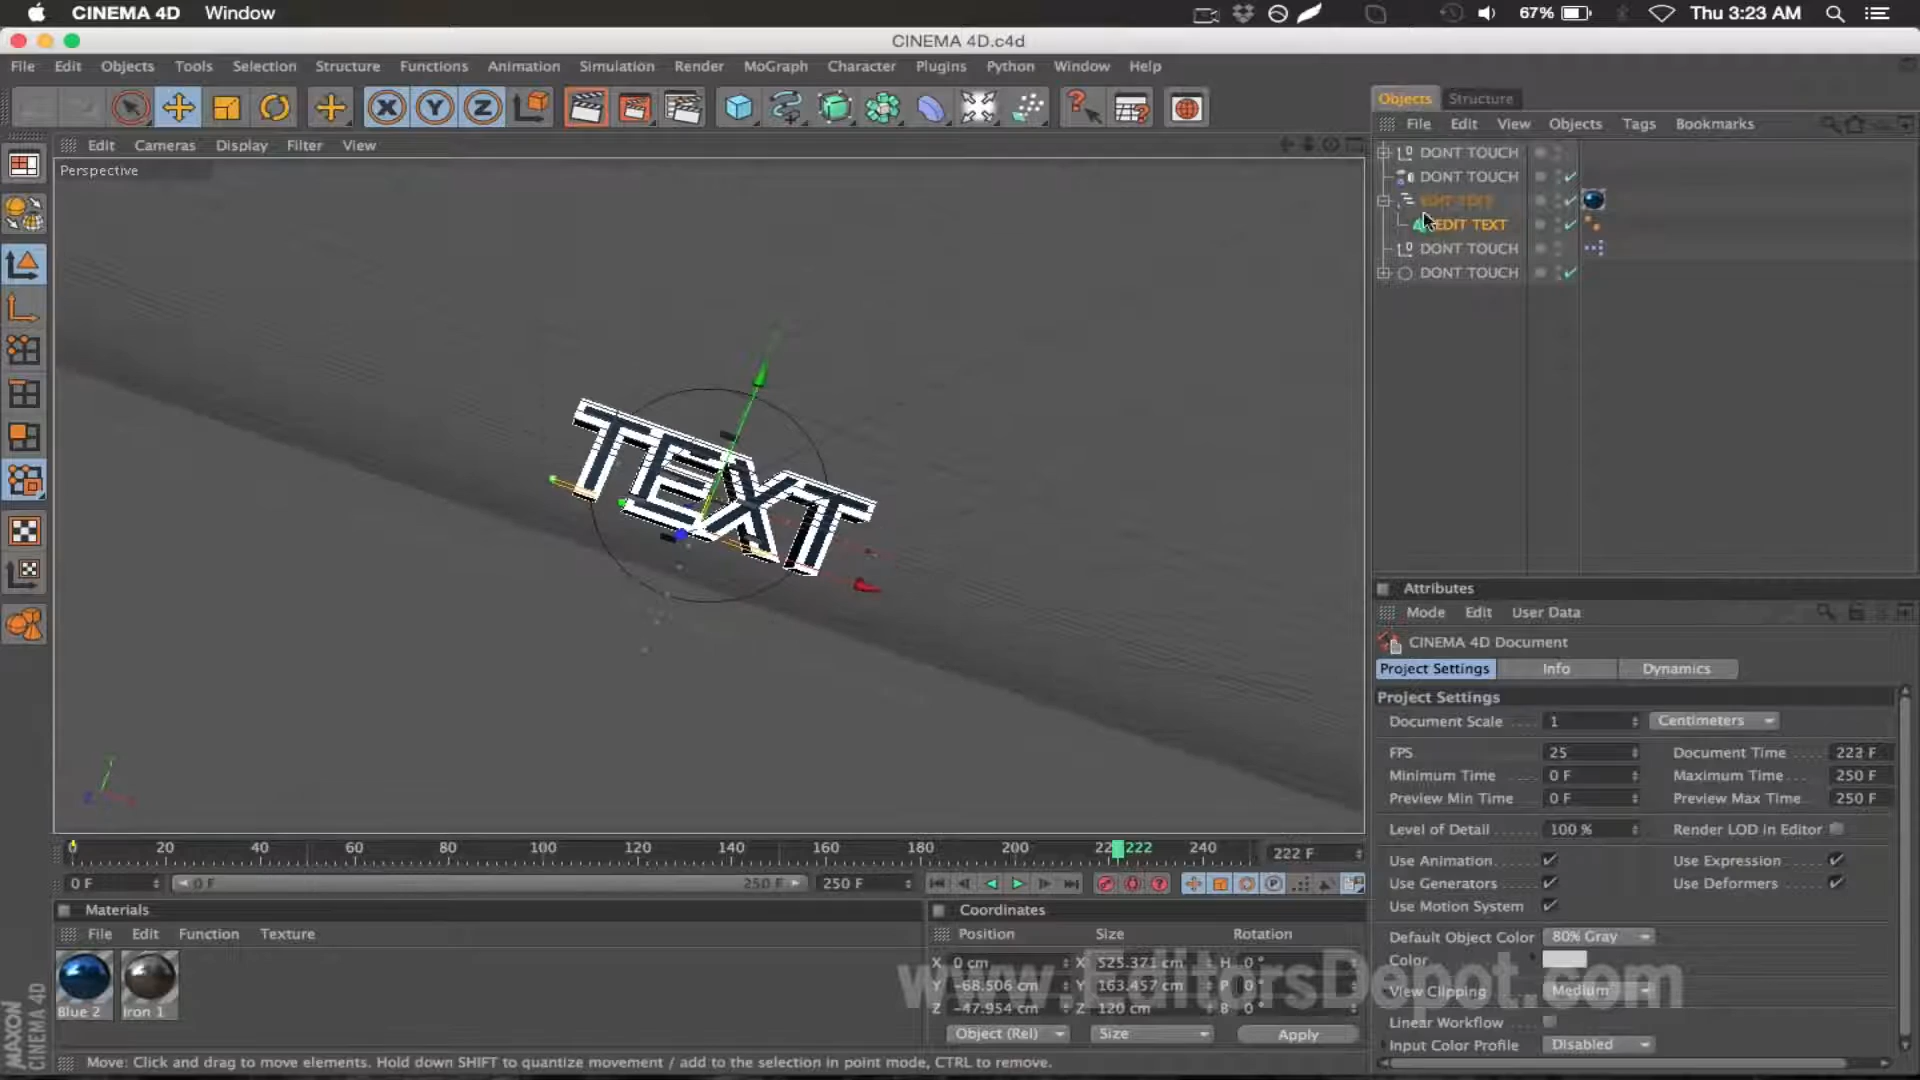 CINEMA 4D Window 67% Thu 3:23 AM
CINEMA 4D.c4d
File Edit Objects Tools Selection Structure Functions Animation Simulation Render MoGraph Character Plugins Python Window Help
Objects Structure
File Edit View Objects Tags Bookmarks
Edit Cameras Display Filter View
Perspective
DONT TOUCH
DONT TOUCH
EDIT TEXT
EDIT TEXT
DONT TOUCH
DONT TOUCH
TEXT
Attributes
Mode Edit User Data
CINEMA 4D Document
Project Settings Info Dynamics
Project Settings
Document Scale 1 Centimeters
FPS 25 Document Time 222 F
Minimum Time 0 F Maximum Time 250 F
Preview Min Time 0 F Preview Max Time 250 F
Level of Detail 100 % Render LOD in Editor
Use Animation Use Expression
Use Generators Use Deformers
Use Motion System
Default Object Color 80% Gray
Color
View Clipping Medium
Linear Workflow
Input Color Profile Disabled
0 20 40 60 80 100 120 140 160 180 200 222 240 222 F
0 F 0 F 250 F 250 F
Materials
File Edit Function Texture
Blue 2 Iron 1
Coordinates
Position Size Rotation
X 0 cm X 525.371 cm H 0 °
Y -68.506 cm Y 163.457 cm P 0 °
Z -47.954 cm Z 120 cm B 0 °
Object (Rel) Size Apply
www.EditorsDepot.com
MAXON
CINEMA 4D
Move: Click and drag to move elements. Hold down SHIFT to quantize movement / add to the selection in point mode, CTRL to remove.